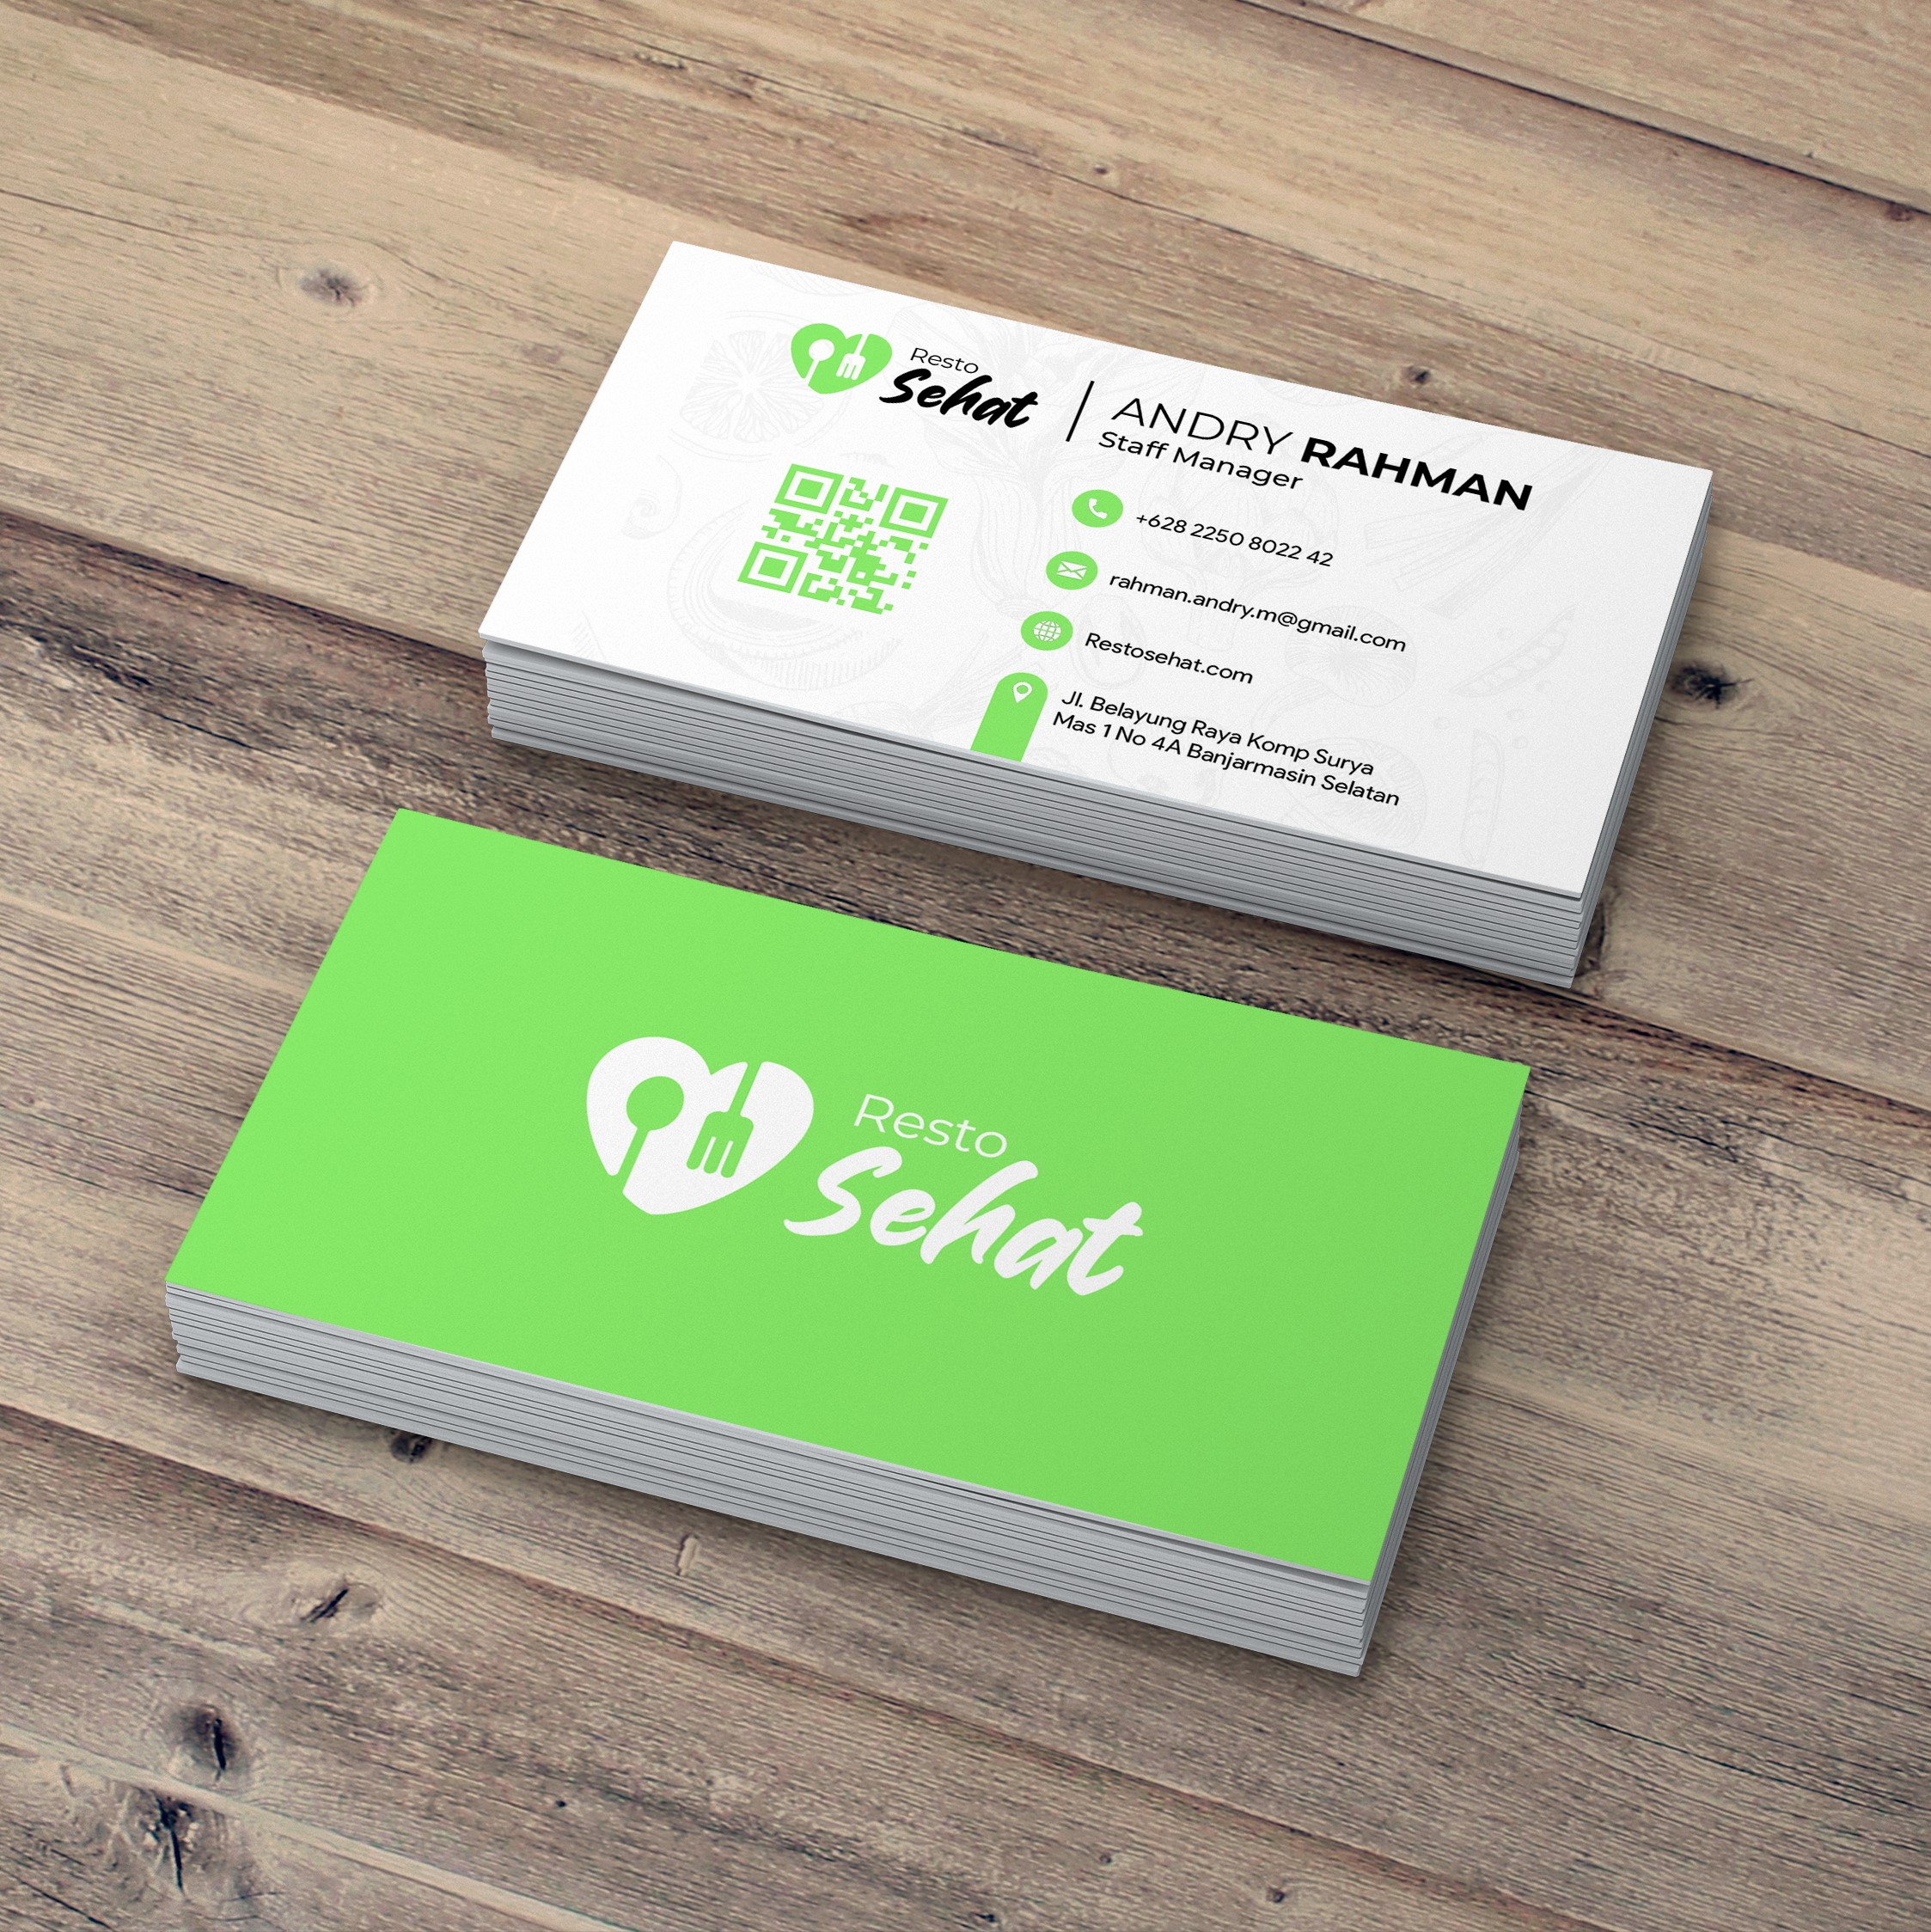 Resto
Sehat
ANDRY RAHMAN
Staff Manager
+628 2250 8022 42
rahman.andry.m@gmail.com
Restosehat.com
Jl. Belayung Raya Komp Surya
Mas 1 No 4A Banjarmasin Selatan
Resto
Sehat